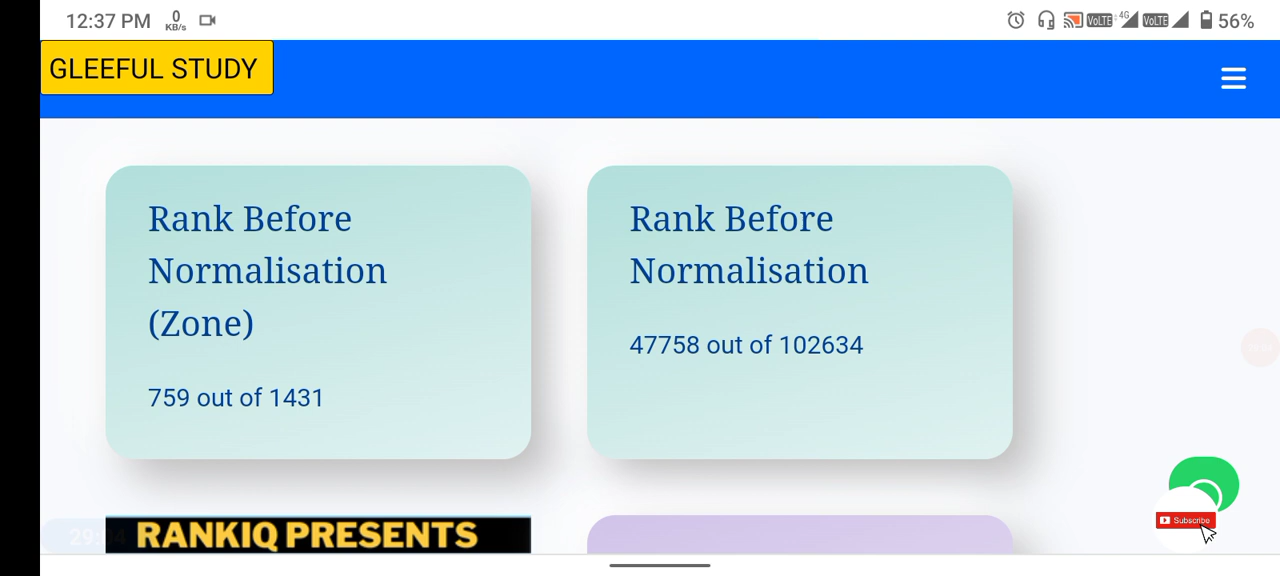 12:37 PM 0 KB/s VoLTE 4G VoLTE 56%
GLEEFUL STUDY
Rank Before
Normalisation
(Zone)
759 out of 1431
Rank Before
Normalisation
47758 out of 102634
Subscribe
RANKIQ PRESENTS